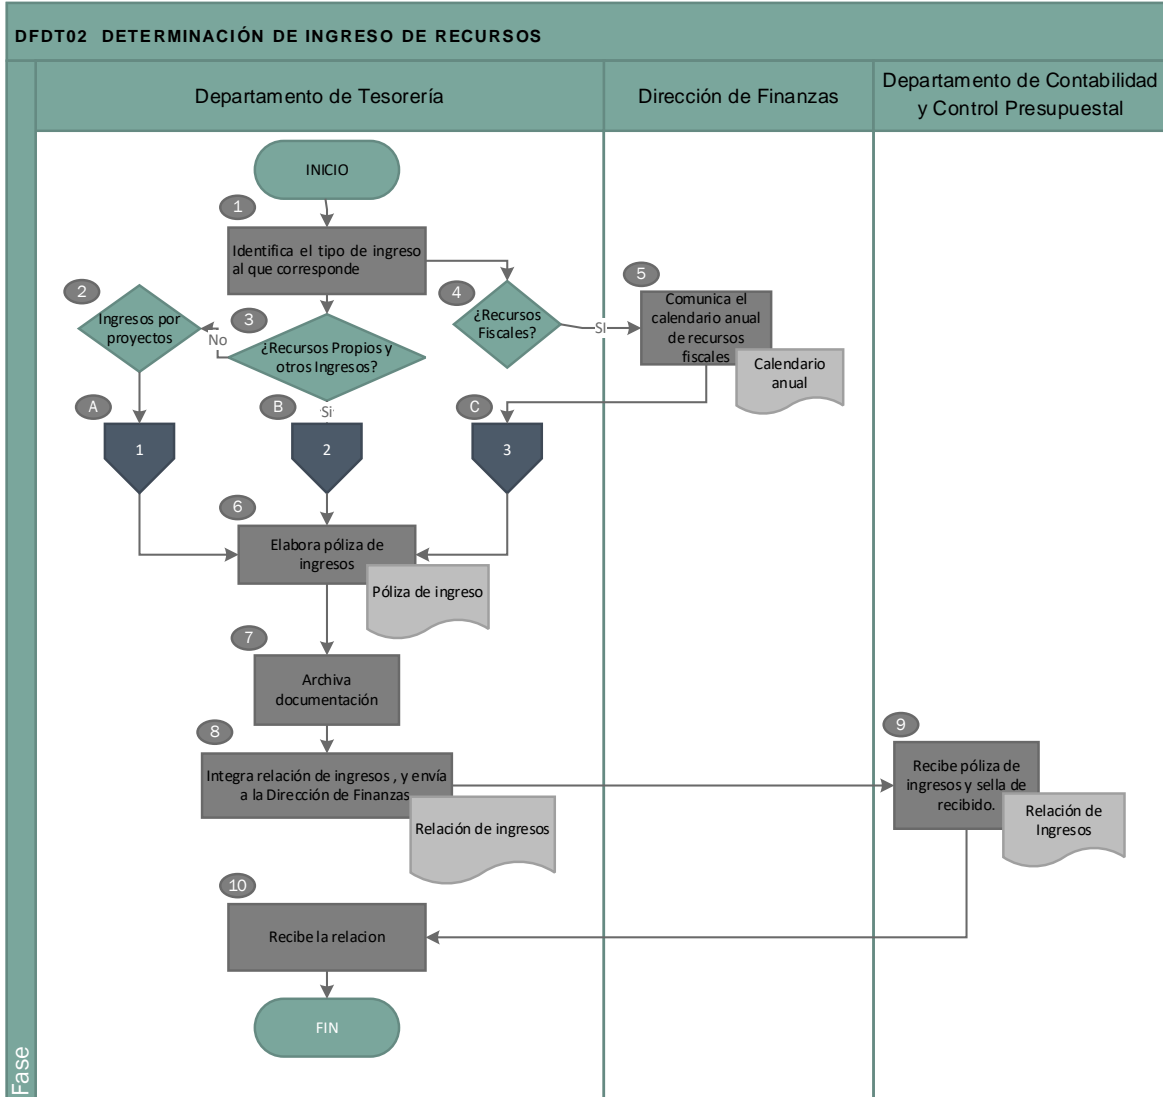 DFDT02 DETERMINACIÓN DE INGRESO DE RECURSOS
Departamento de Tesorería
Dirección de Finanzas
Departamento de Contabilidad
y Control Presupuestal
INICIO
1
Identifica el tipo de ingreso
al que corresponde
2
Ingresos por
proyectos
No
3
¿Recursos Propios y
otros Ingresos?
Si
4
¿Recursos
Fiscales?
SI
5
Comunica el
calendario anual
de recursos
fiscales
Calendario
anual
A
1
B
2
C
3
6
Elabora póliza de
ingresos
Póliza de ingreso
7
Archiva
documentación
8
Integra relación de ingresos , y envía
a la Dirección de Finanzas
Relación de ingresos
9
Recibe póliza de
ingresos y sella de
recibido.
Relación de
Ingresos
10
Recibe la relacion
FIN
Fase